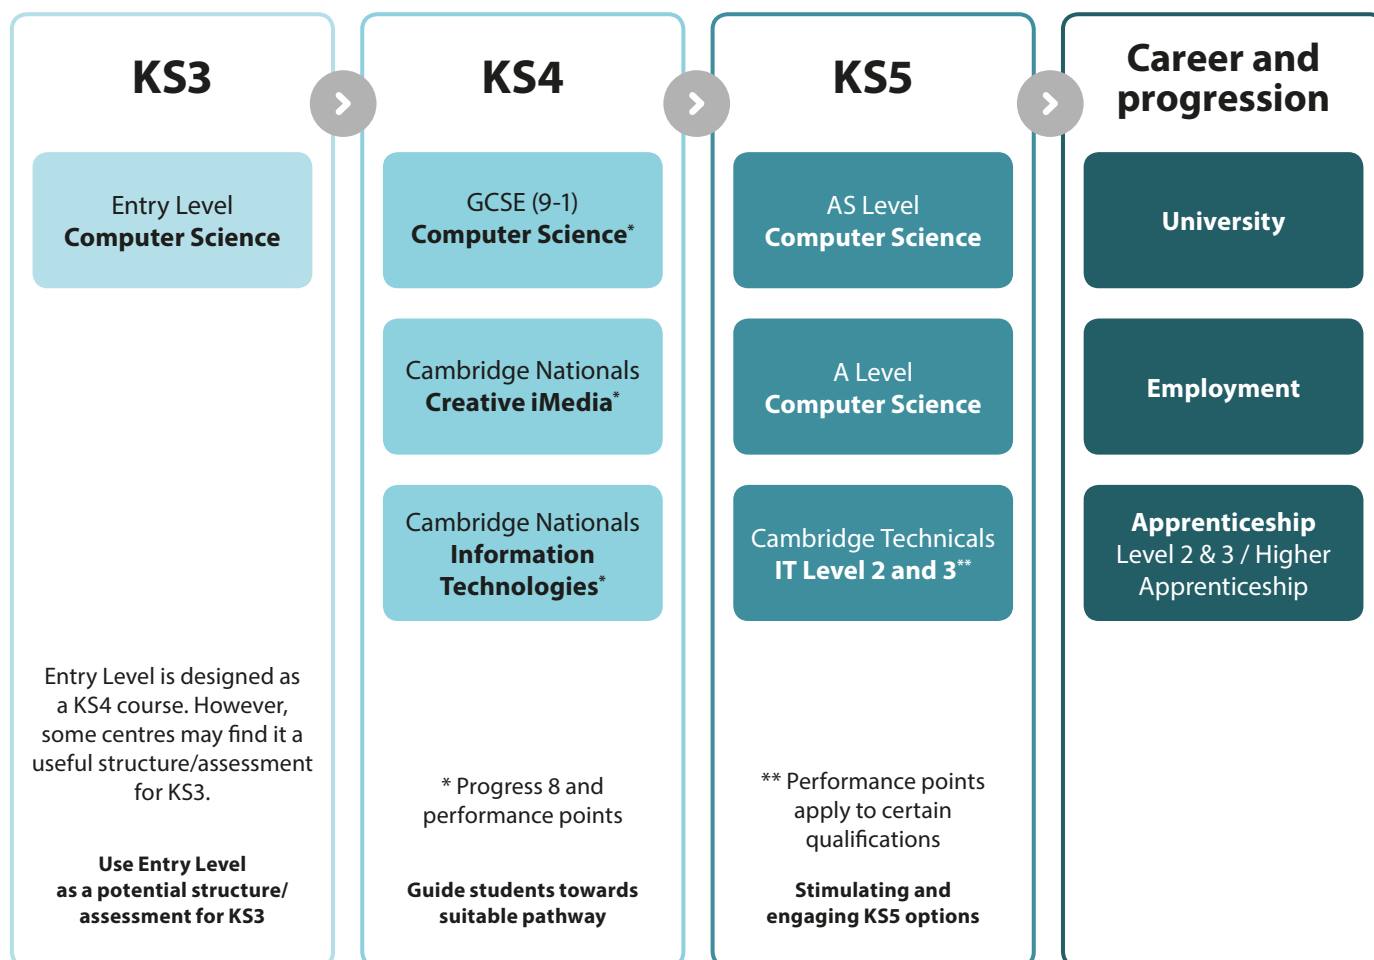 KS3
Entry Level
Computer Science
Entry Level is designed as
a KS4 course. However,
some centres may find it a
useful structure/assessment
for KS3.
Use Entry Level
as a potential structure/
assessment for KS3
KS4
GCSE (9-1)
Computer Science*
Cambridge Nationals
Creative iMedia*
Cambridge Nationals
Information
Technologies*
* Progress 8 and
performance points
Guide students towards
suitable pathway
KS5
AS Level
Computer Science
A Level
Computer Science
Cambridge Technicals
IT Level 2 and 3**
** Performance points
apply to certain
qualifications
Stimulating and
engaging KS5 options
Career and
progression
University
Employment
Apprenticeship
Level 2 & 3 / Higher
Apprenticeship